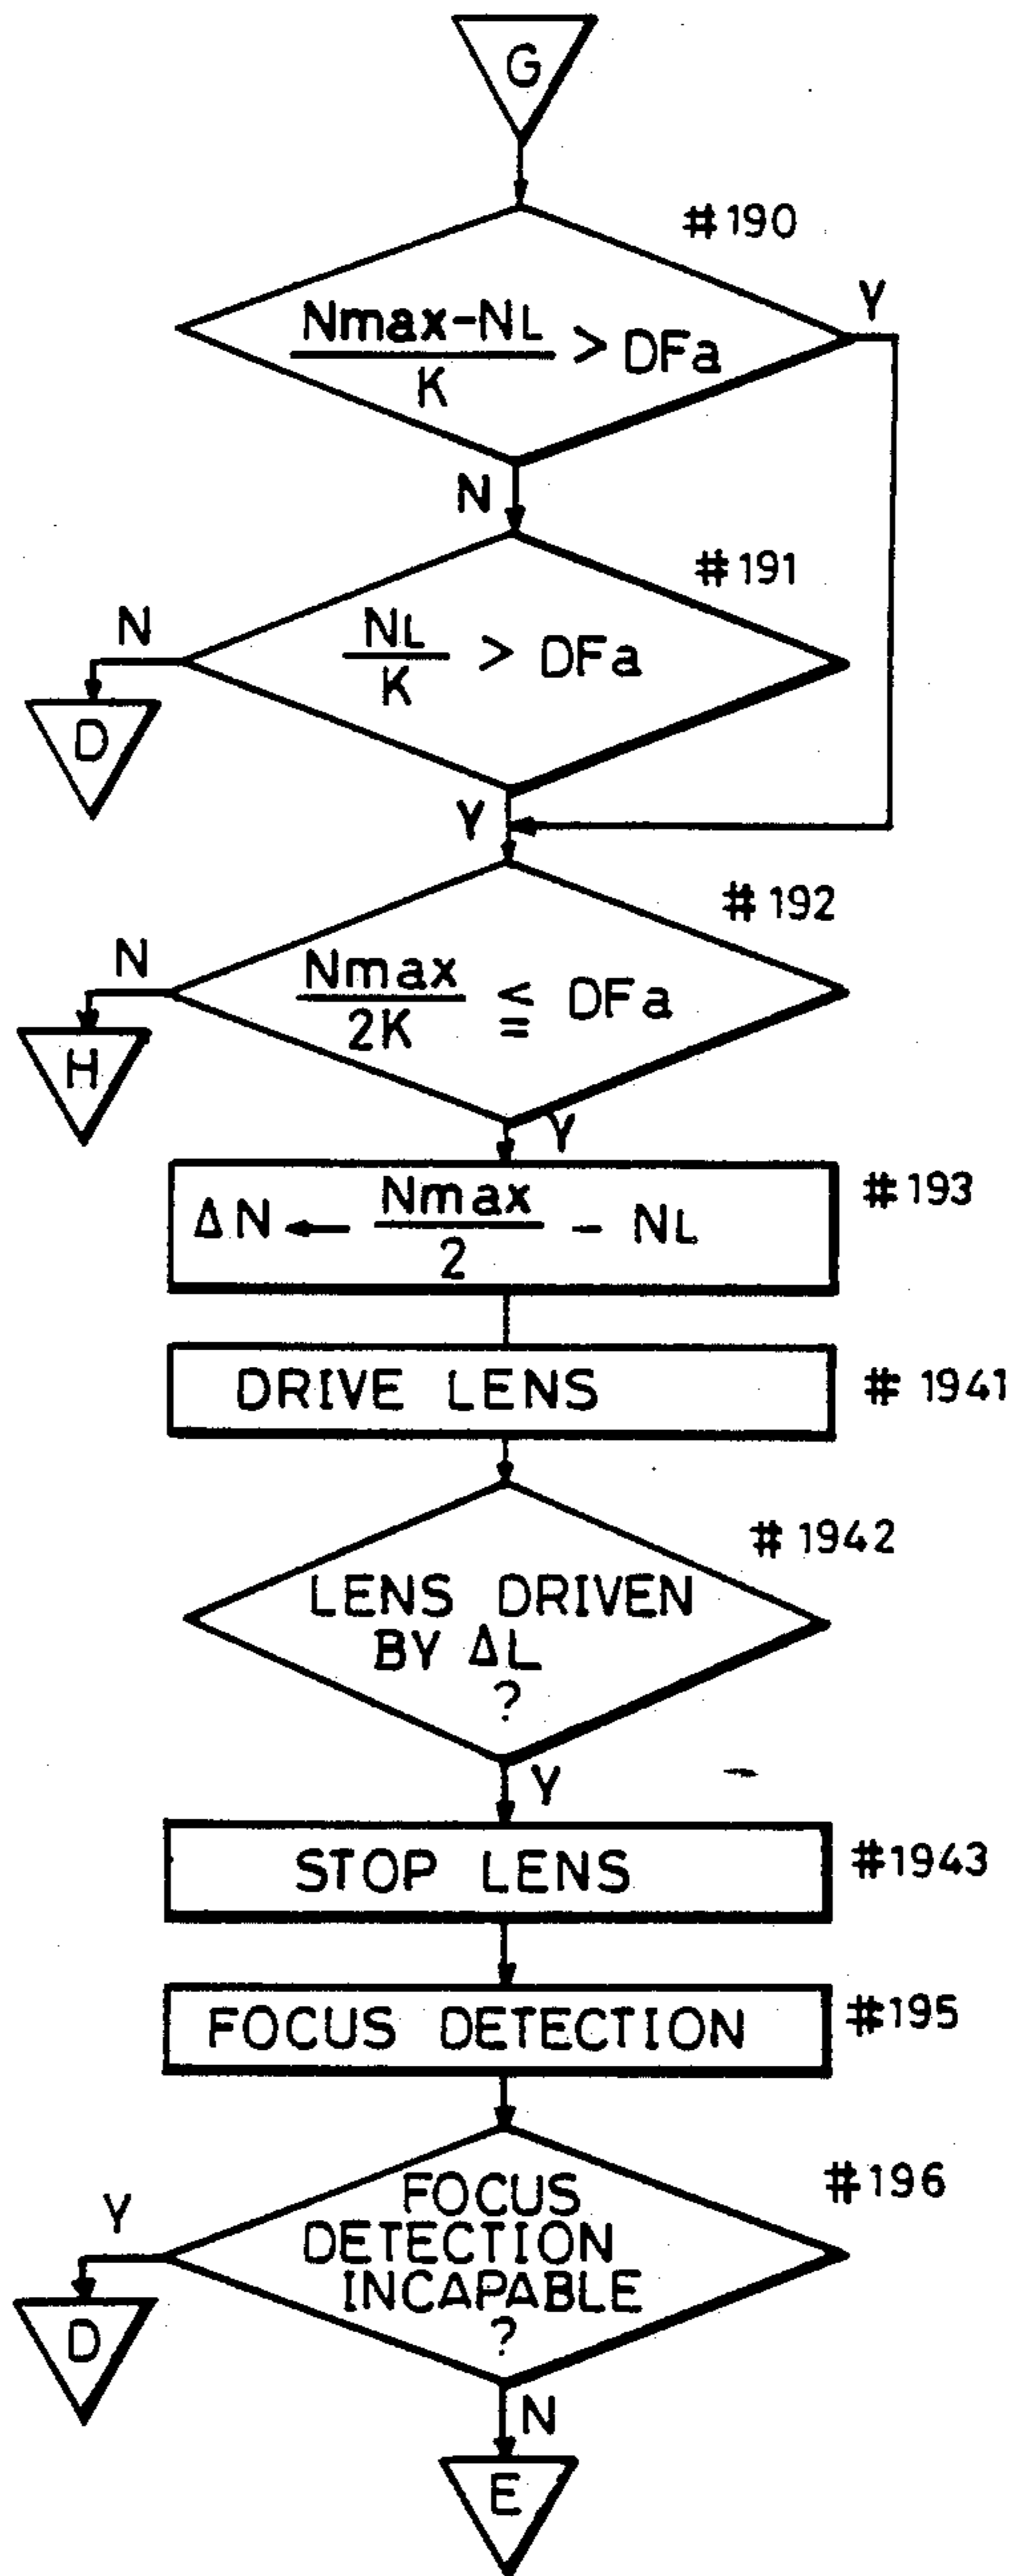 G
#190
Nmax-NL
K
> DFa
Y
N
#191
NL
K
> DFa
N
D
Y
#192
Nmax
2K
≦ DFa
N
H
Y
#193
ΔN ← Nmax
2
- NL
DRIVE LENS
# 1941
# 1942
LENS DRIVEN
BY ΔL
?
Y
STOP LENS
#1943
FOCUS DETECTION
#195
#196
FOCUS
DETECTION
INCAPABLE
?
Y
D
N
E